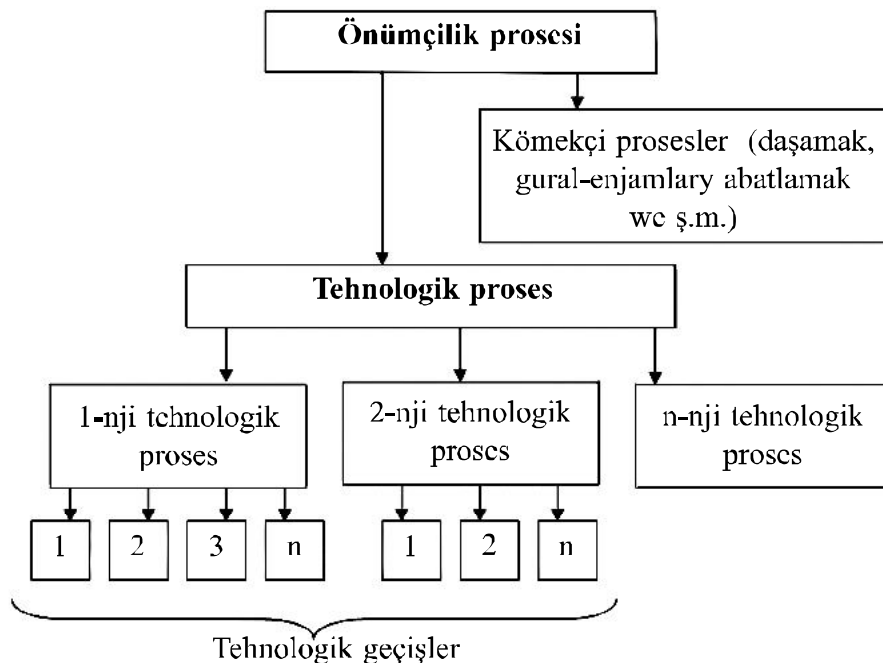 Önümçilik prosesi
Kömekçi prosesler (daşamak,
gural-enjamlary abatlamak
we ş.m.)
Tehnologik proses
1-nji tehnologik
proses
2-nji tehnologik
proses
n-nji tehnologik
proses
1 2 3 n 1 2 n
Tehnologik geçişler